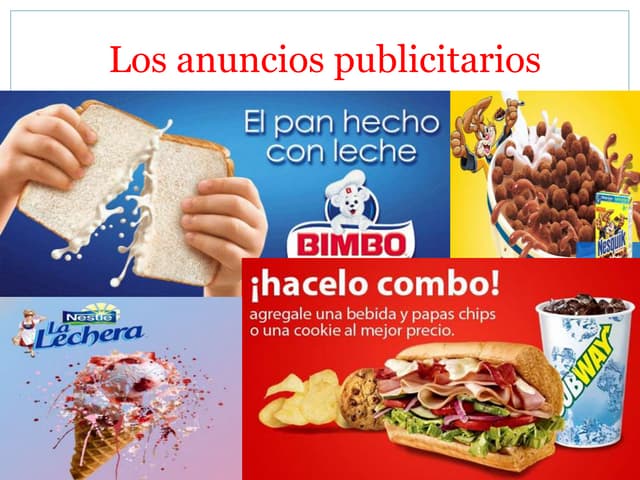 Los anuncios publicitarios
El pan hecho
con leche
BIMBO
Nesquik
¡hacelo combo!
agregale una bebida y papas chips
o una cookie al mejor precio.
Nestlé
La
Lechera
SUBWAY